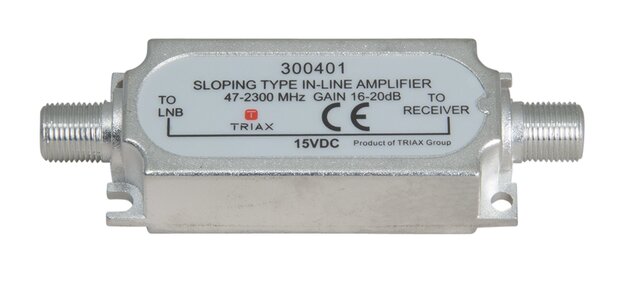 300401
SLOPING TYPE IN-LINE AMPLIFIER
47-2300 MHz GAIN 16-20dB
TO
LNB
T
TRIAX
CE
TO
RECEIVER
15VDC
Product of TRIAX Group